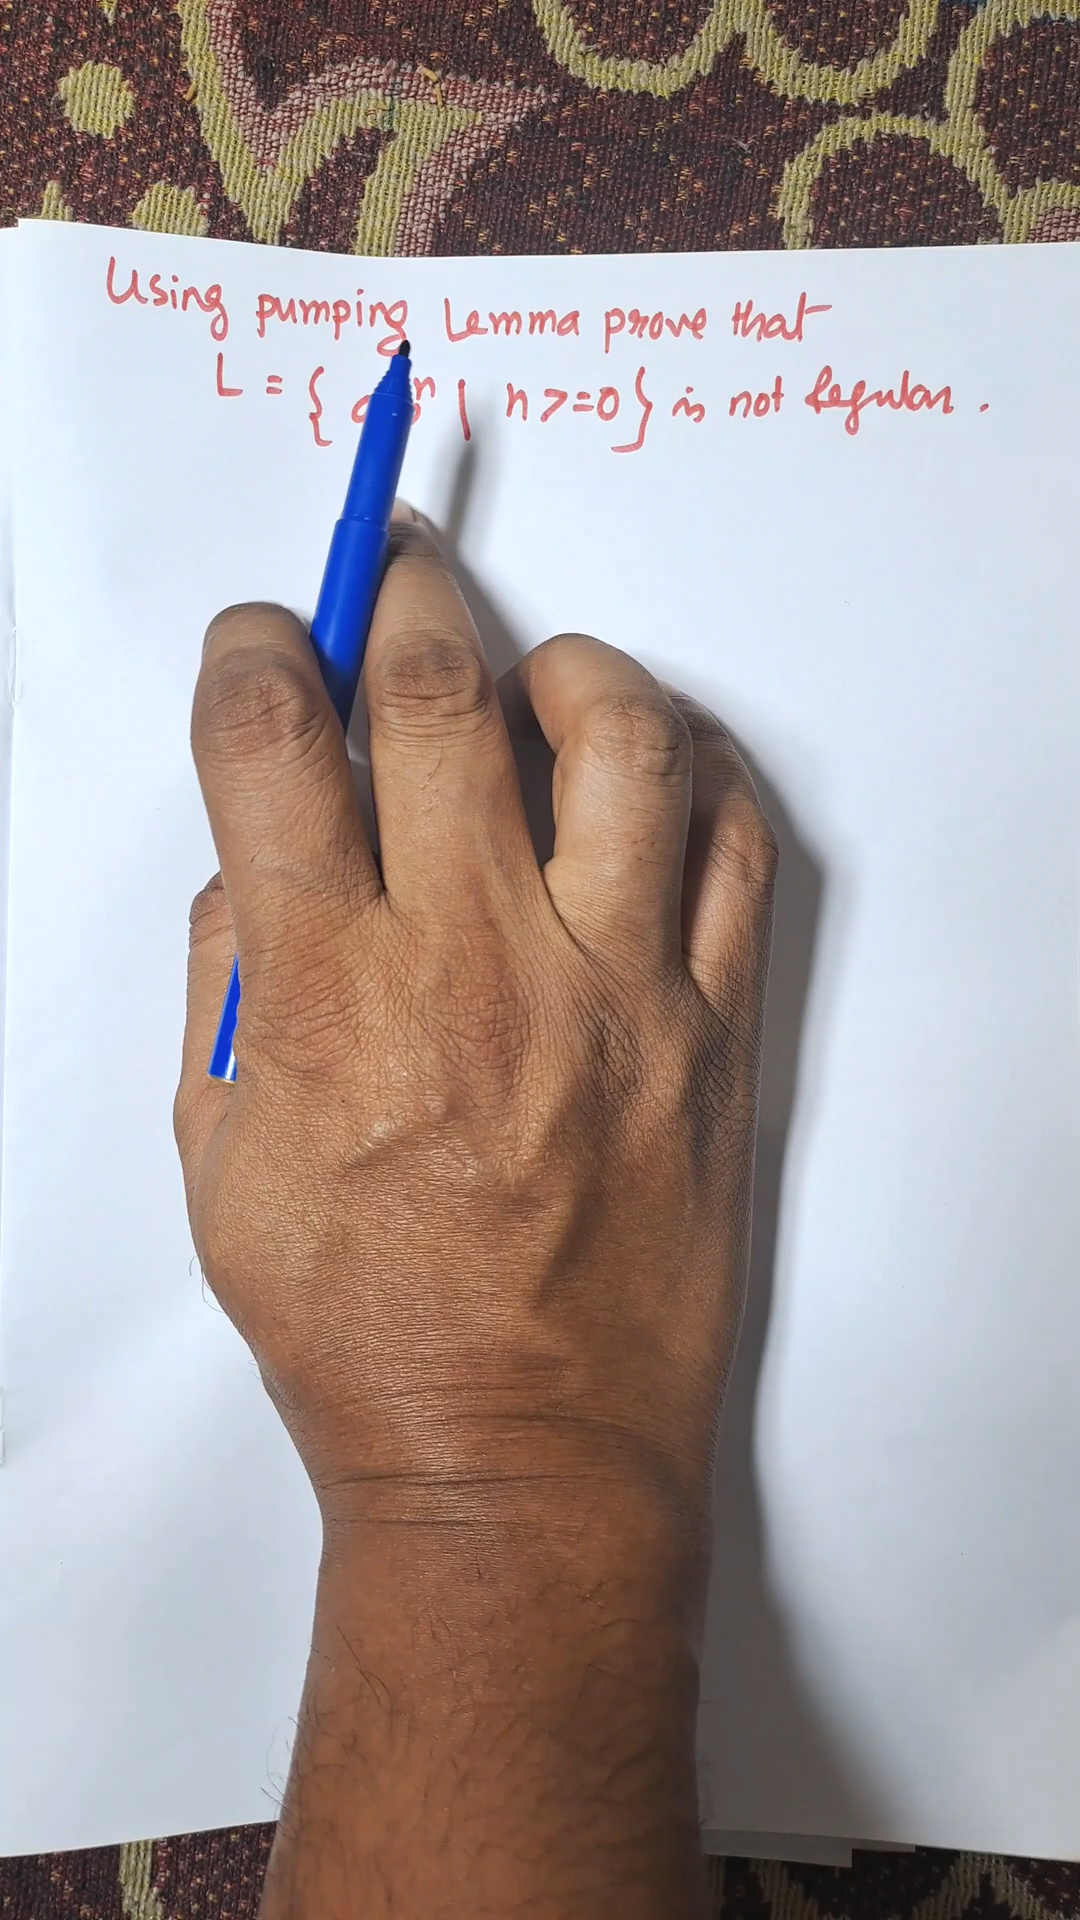 Using pumping Lemma prove that
L = { a n | n >= 0 } is not Regular .